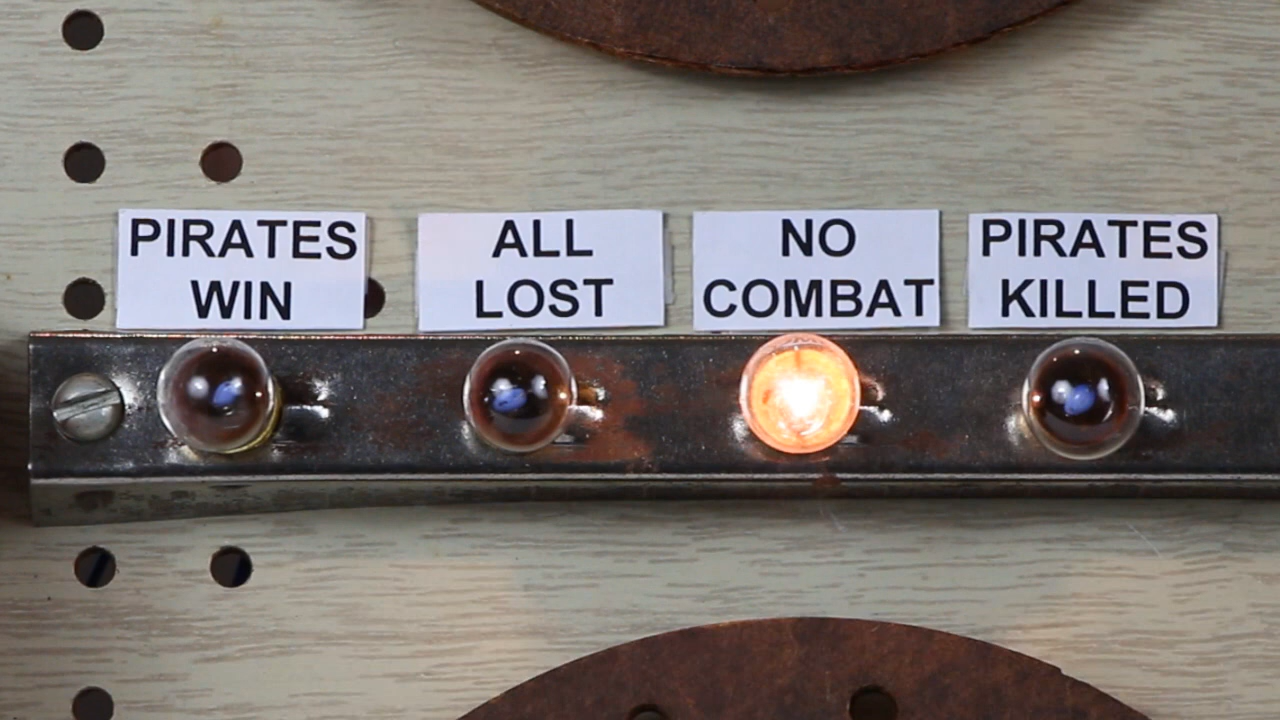 PIRATES
WIN
ALL
LOST
NO
COMBAT
PIRATES
KILLED